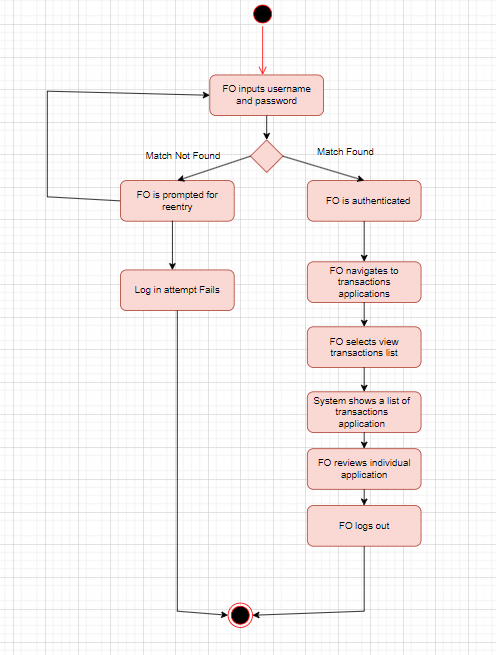 FO inputs username
and password
Match Not Found
Match Found
FO is prompted for
reentry
FO is authenticated
Log in attempt Fails
FO navigates to
transactions
applications
FO selects view
transactions list
System shows a list of
transactions
application
FO reviews individual
application
FO logs out